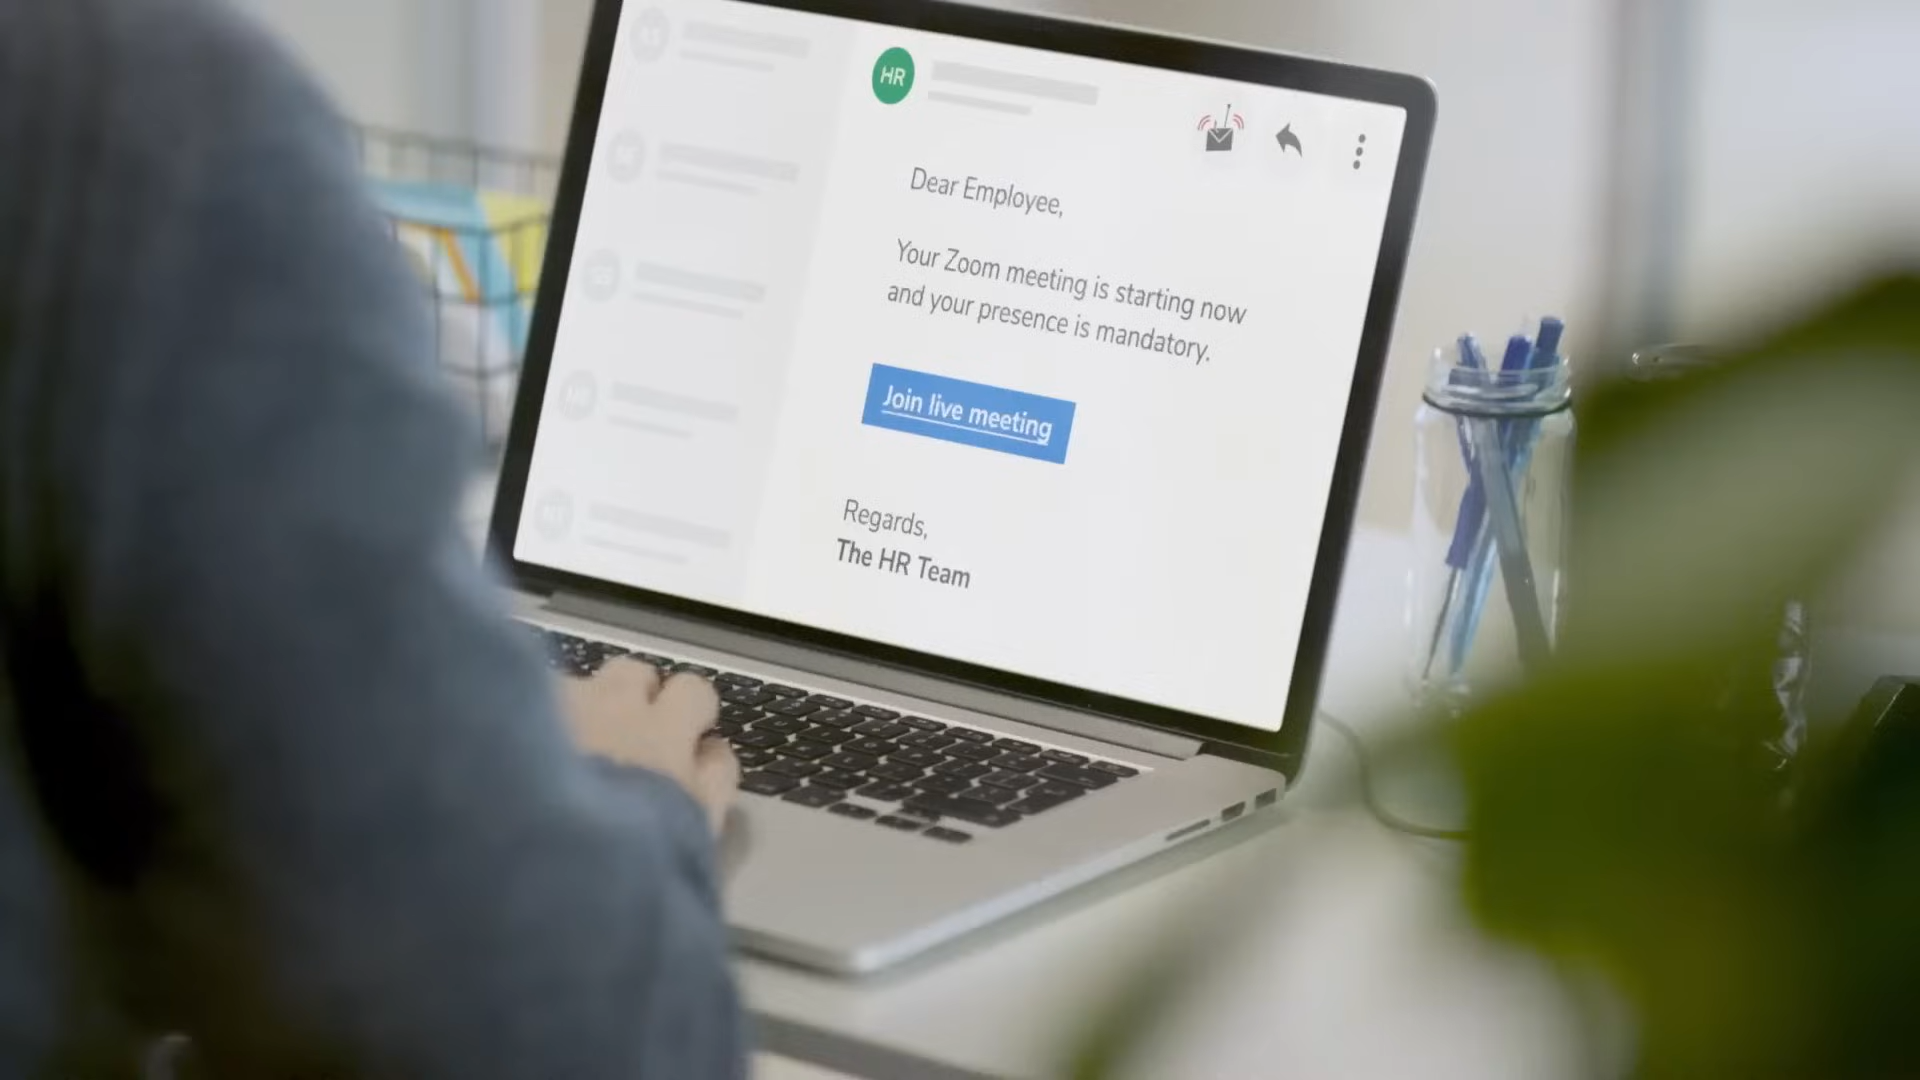 HR
Dear Employee,
Your Zoom meeting is starting now
and your presence is mandatory.
Join live meeting
Regards,
The HR Team